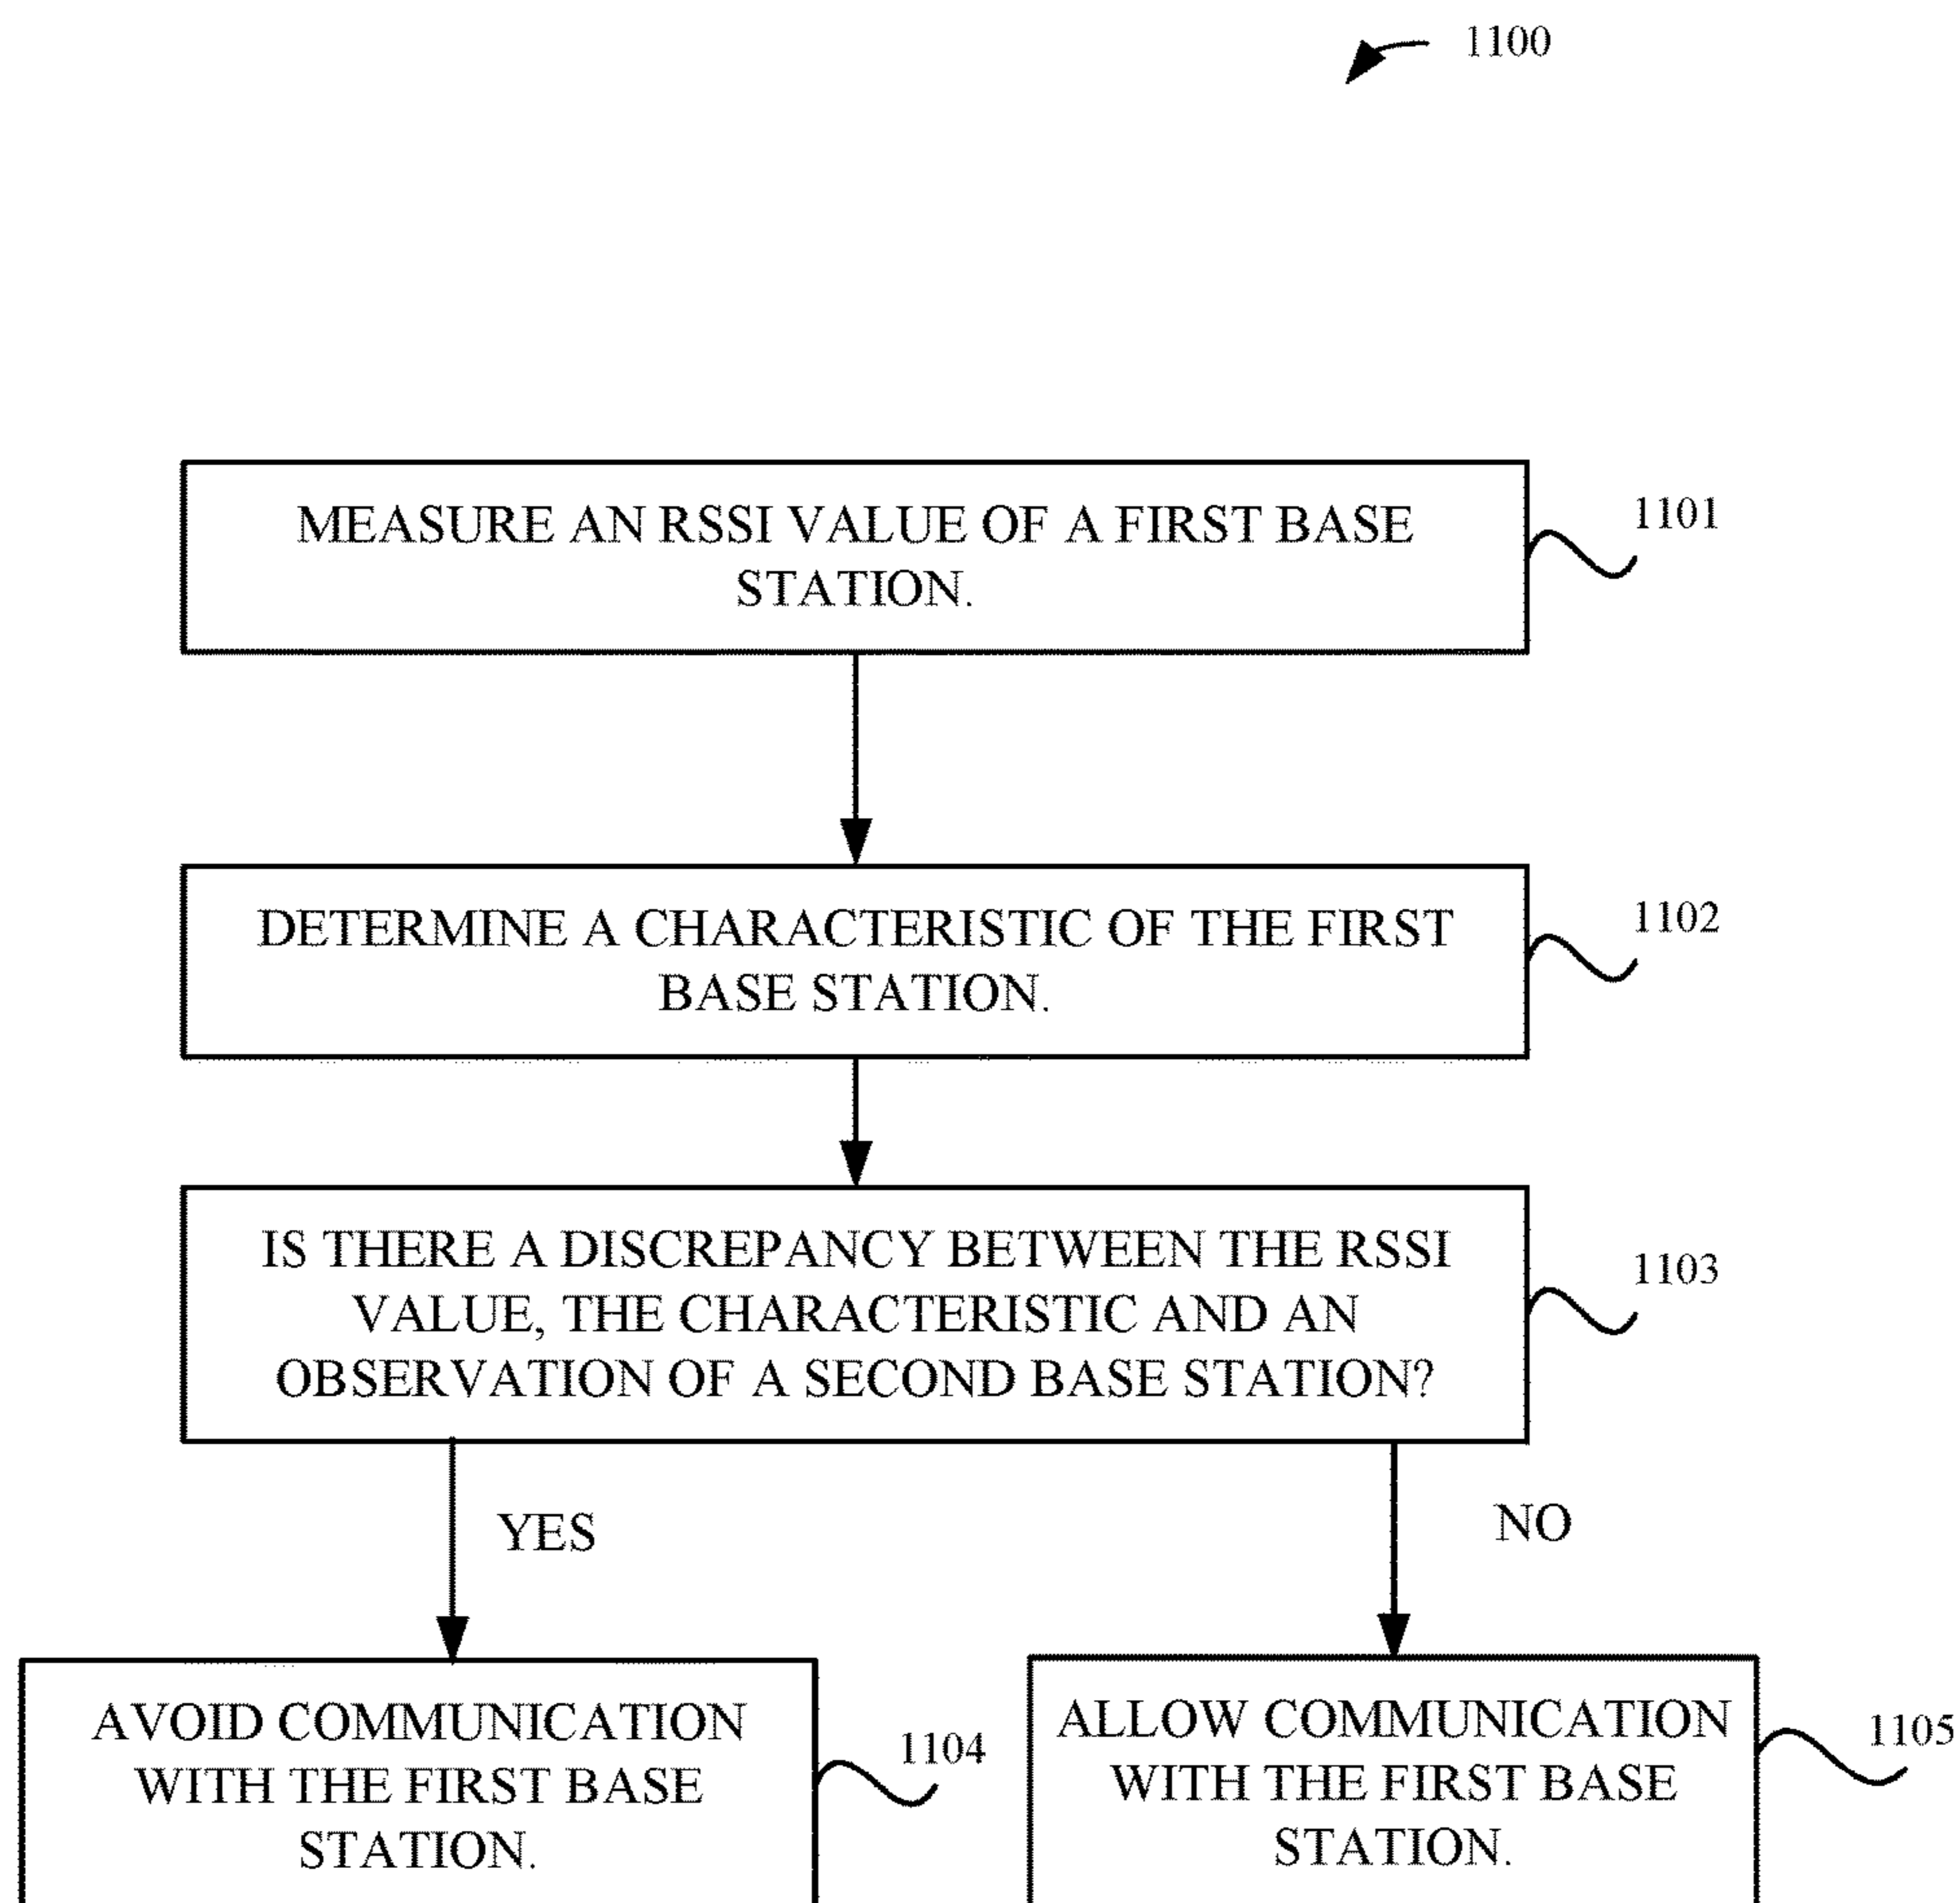 1100
MEASURE AN RSSI VALUE OF A FIRST BASE
STATION.
1101
DETERMINE A CHARACTERISTIC OF THE FIRST
BASE STATION.
1102
IS THERE A DISCREPANCY BETWEEN THE RSSI
VALUE, THE CHARACTERISTIC AND AN
OBSERVATION OF A SECOND BASE STATION?
1103
YES
NO
AVOID COMMUNICATION
WITH THE FIRST BASE
STATION.
1104
ALLOW COMMUNICATION
WITH THE FIRST BASE
STATION.
1105